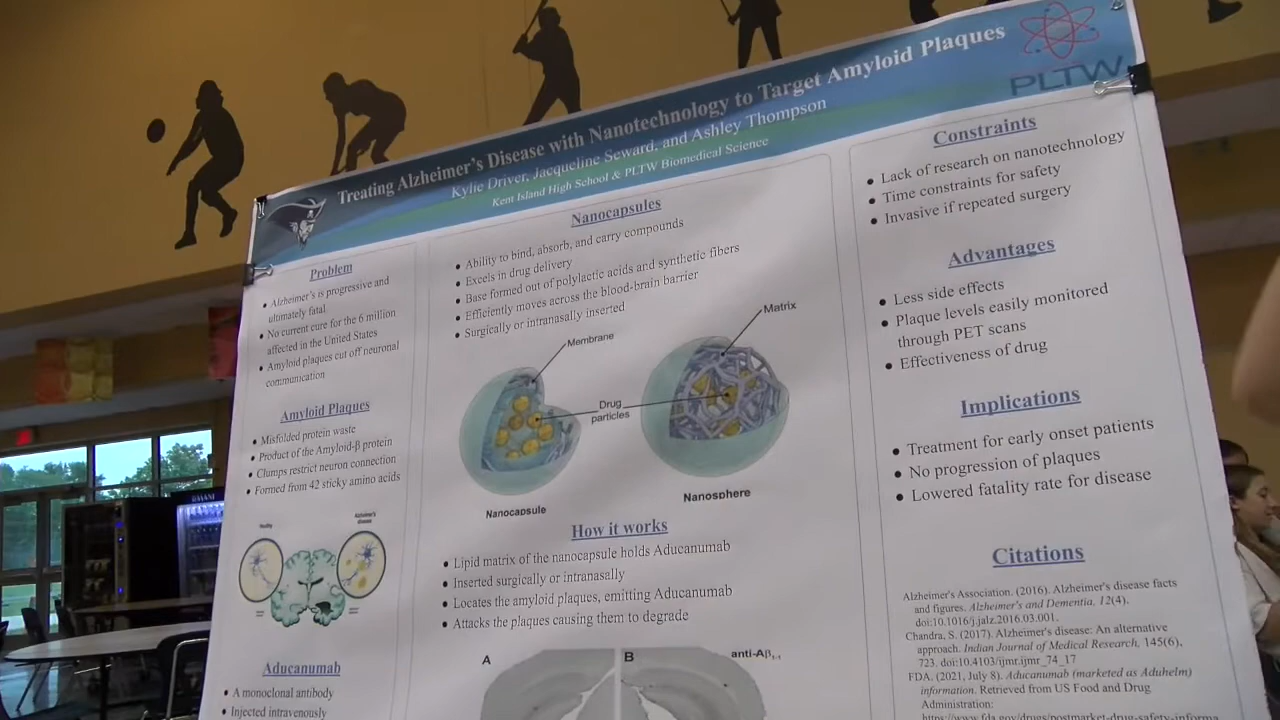 Treating Alzheimer's Disease with Nanotechnology to Target Amyloid Plaques
Kylie Driver, Jacqueline Seward, and Ashley Thompson
Kent Island High School & PLTW Biomedical Science
PLTW
Problem
• Alzheimer's is progressive and
ultimately fatal
• No current cure for the 6 million
affected in the United States
• Amyloid plaques cut off neuronal
communication
Amyloid Plaques
• Misfolded protein waste
• Product of the Amyloid-β protein
• Clumps restrict neuron connection
• Formed from 42 sticky amino acids
Healthy
Alzheimer's
disease
Aducanumab
• A monoclonal antibody
• Injected intravenously
Nanocapsules
• Ability to bind, absorb, and carry compounds
• Excels in drug delivery
• Base formed out of polylactic acids and synthetic fibers
• Efficiently moves across the blood-brain barrier
• Surgically or intranasally inserted
Membrane
Matrix
Drug
particles
Nanocapsule
Nanosphere
How it works
• Lipid matrix of the nanocapsule holds Aducanumab
• Inserted surgically or intranasally
• Locates the amyloid plaques, emitting Aducanumab
• Attacks the plaques causing them to degrade
A
B
anti-Aβ
Constraints
• Lack of research on nanotechnology
• Time constraints for safety
• Invasive if repeated surgery
Advantages
• Less side effects
• Plaque levels easily monitored
through PET scans
• Effectiveness of drug
Implications
• Treatment for early onset patients
• No progression of plaques
• Lowered fatality rate for disease
Citations
Alzheimer's Association. (2016). Alzheimer's disease facts
and figures. Alzheimer's and Dementia, 12(4).
doi:10.1016/j.jalz.2016.03.001.
Chandra, S. (2017). Alzheimer's disease: An alternative
approach. Indian Journal of Medical Research, 145(6),
723. doi:10.4103/ijmr.ijmr_74_17
FDA. (2021, July 8). Aducanumab (marketed as Aduhelm)
information. Retrieved from US Food and Drug
Administration:
https://www.fda.gov/drugs/postmarket-drug-safety-informa